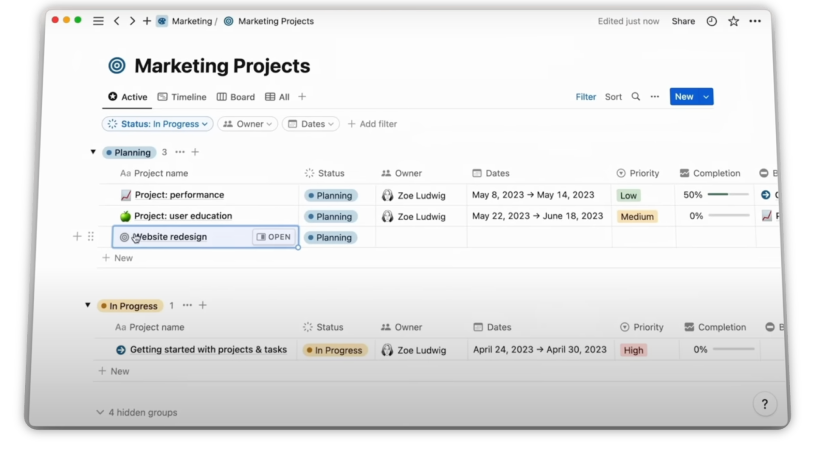 Marketing / Marketing Projects Edited just now Share
Marketing Projects
Active Timeline Board All Filter Sort New
Status: In Progress Owner Dates Add filter
Planning 3
Aa Project name Status Owner Dates Priority Completion
Project: performance Planning Zoe Ludwig May 8, 2023 → May 14, 2023 Low 50%
Project: user education Planning Zoe Ludwig May 22, 2023 → June 18, 2023 Medium 0%
Website redesign OPEN Planning
+ New
In Progress 1
Aa Project name Status Owner Dates Priority Completion
Getting started with projects & tasks In Progress Zoe Ludwig April 24, 2023 → April 30, 2023 High 0%
+ New
4 hidden groups
?